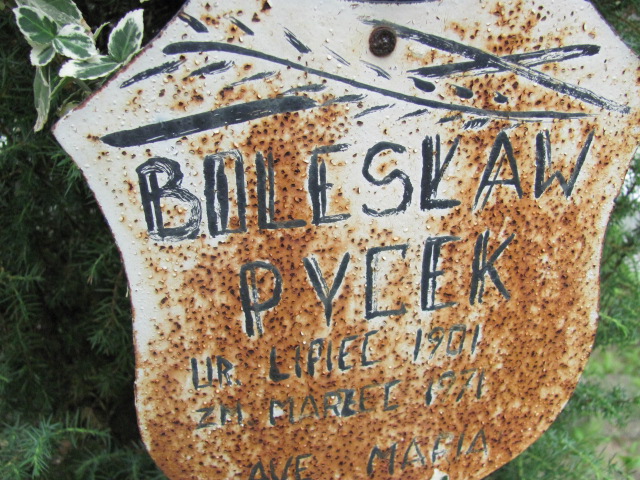 BOLESŁAW
PYCEK
UR. LIPIEC 1901
ZM. MARZEC 1971
AVE MARIA